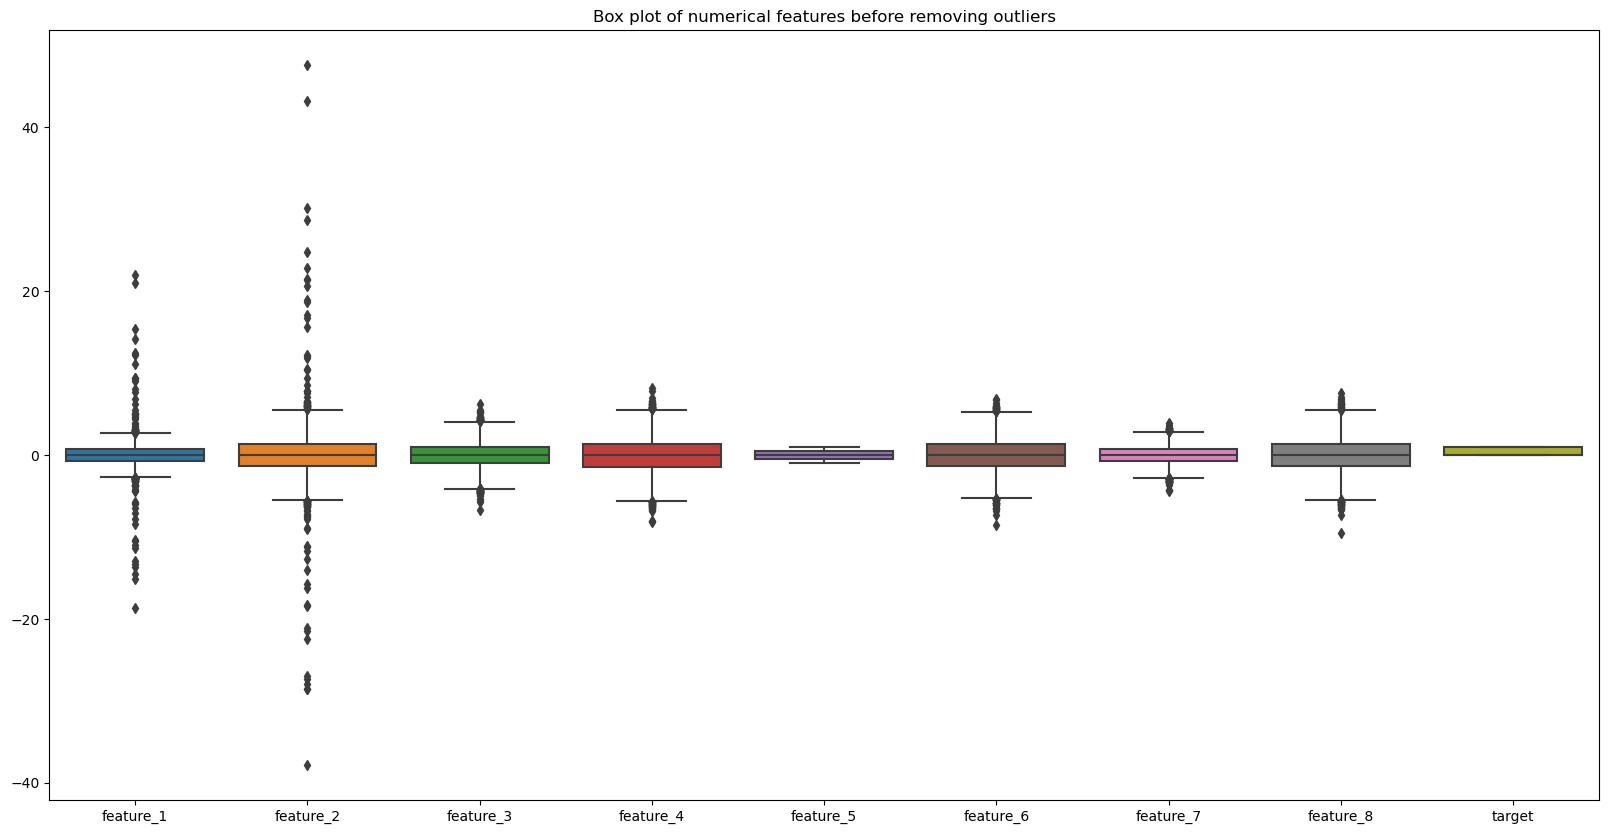 Box plot of numerical features before removing outliers
40
20
0
−20
−40
feature_1 feature_2 feature_3 feature_4 feature_5 feature_6 feature_7 feature_8 target